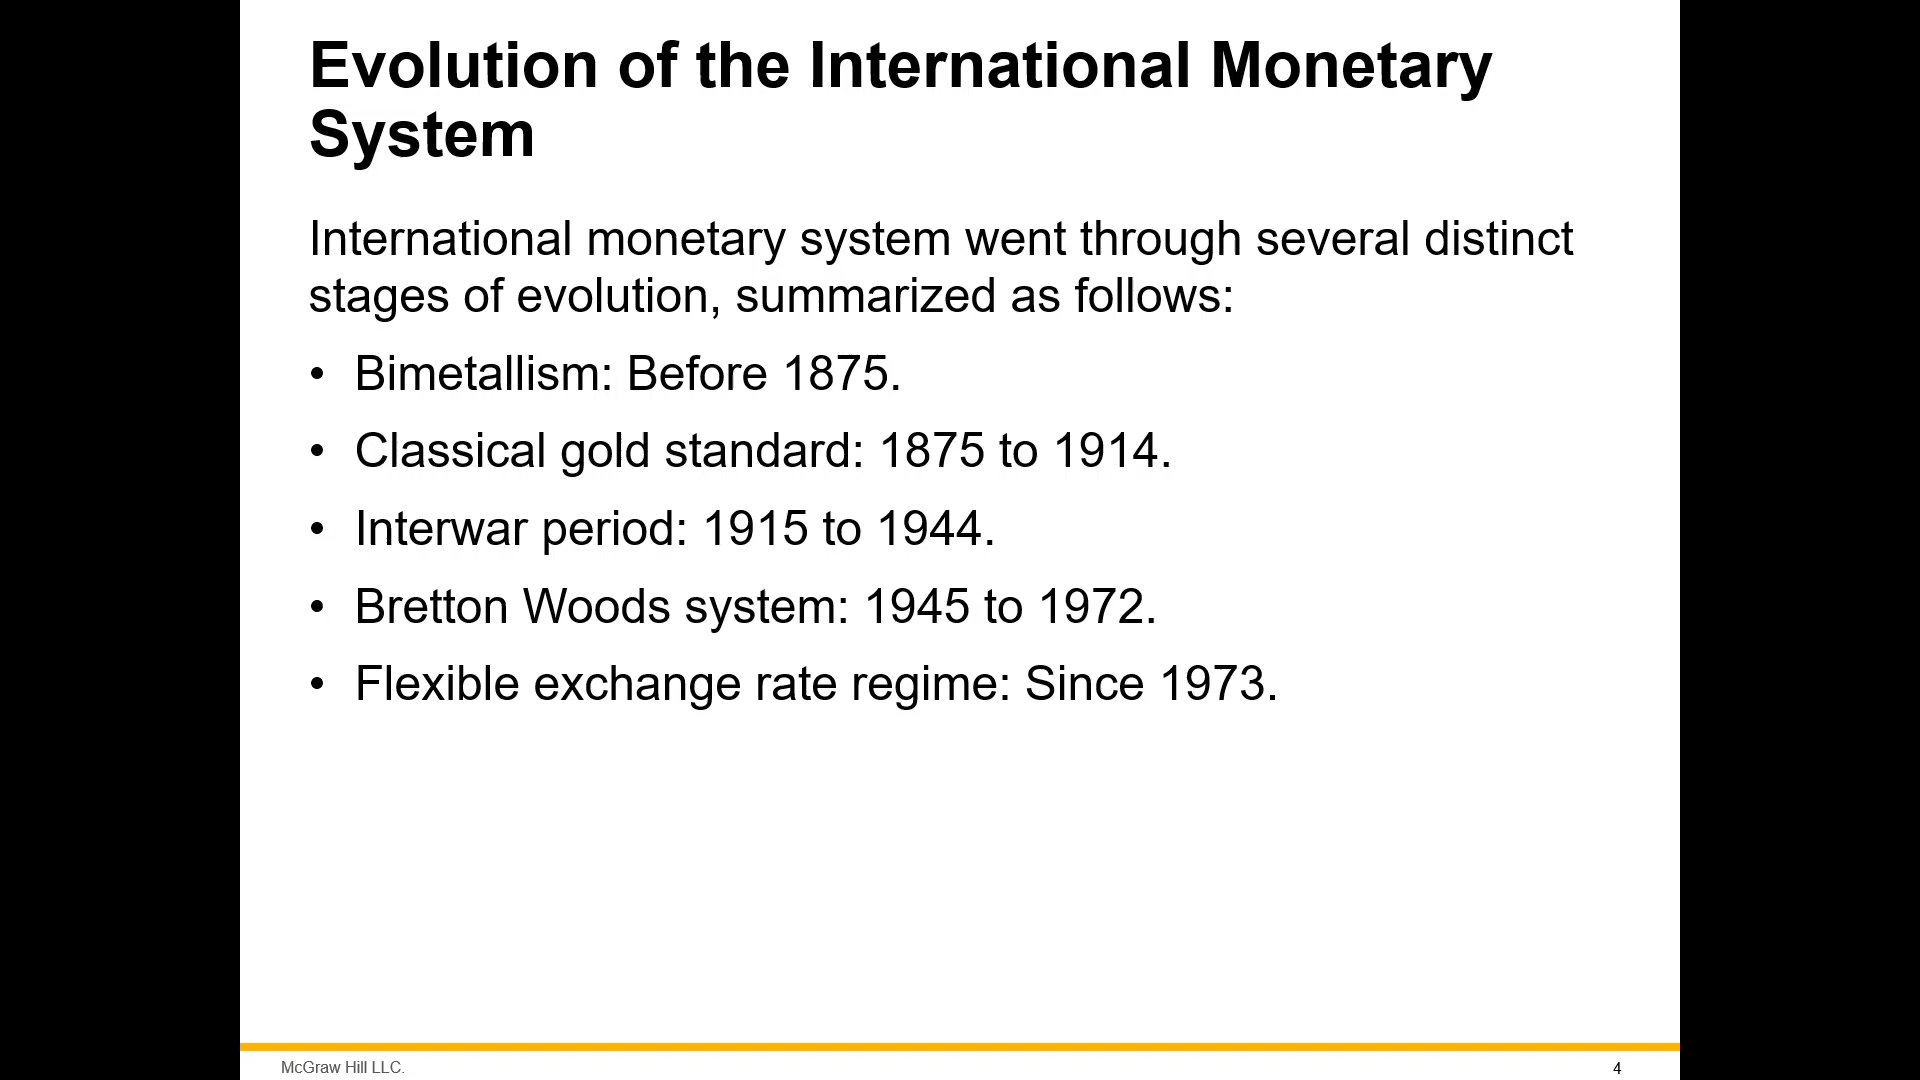 Evolution of the International Monetary
System
International monetary system went through several distinct
stages of evolution, summarized as follows:
• Bimetallism: Before 1875.
• Classical gold standard: 1875 to 1914.
• Interwar period: 1915 to 1944.
• Bretton Woods system: 1945 to 1972.
• Flexible exchange rate regime: Since 1973.
McGraw Hill LLC.
4